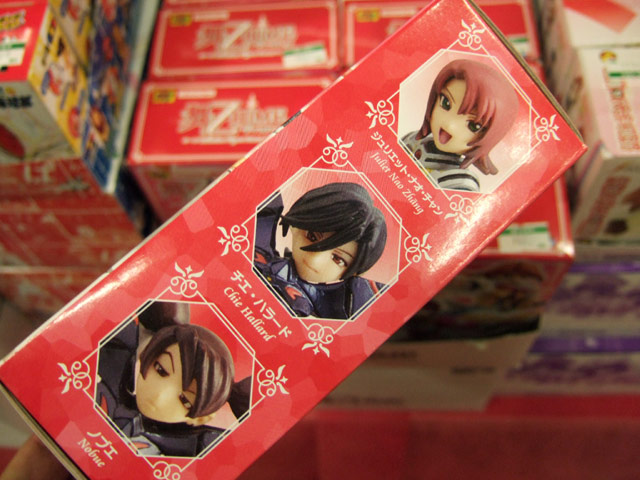 ジュリエット・ナオ・チャン
Juliet Nao Zhang
チエ・ハラード
Chie Hallard
ノブエ
Nobue